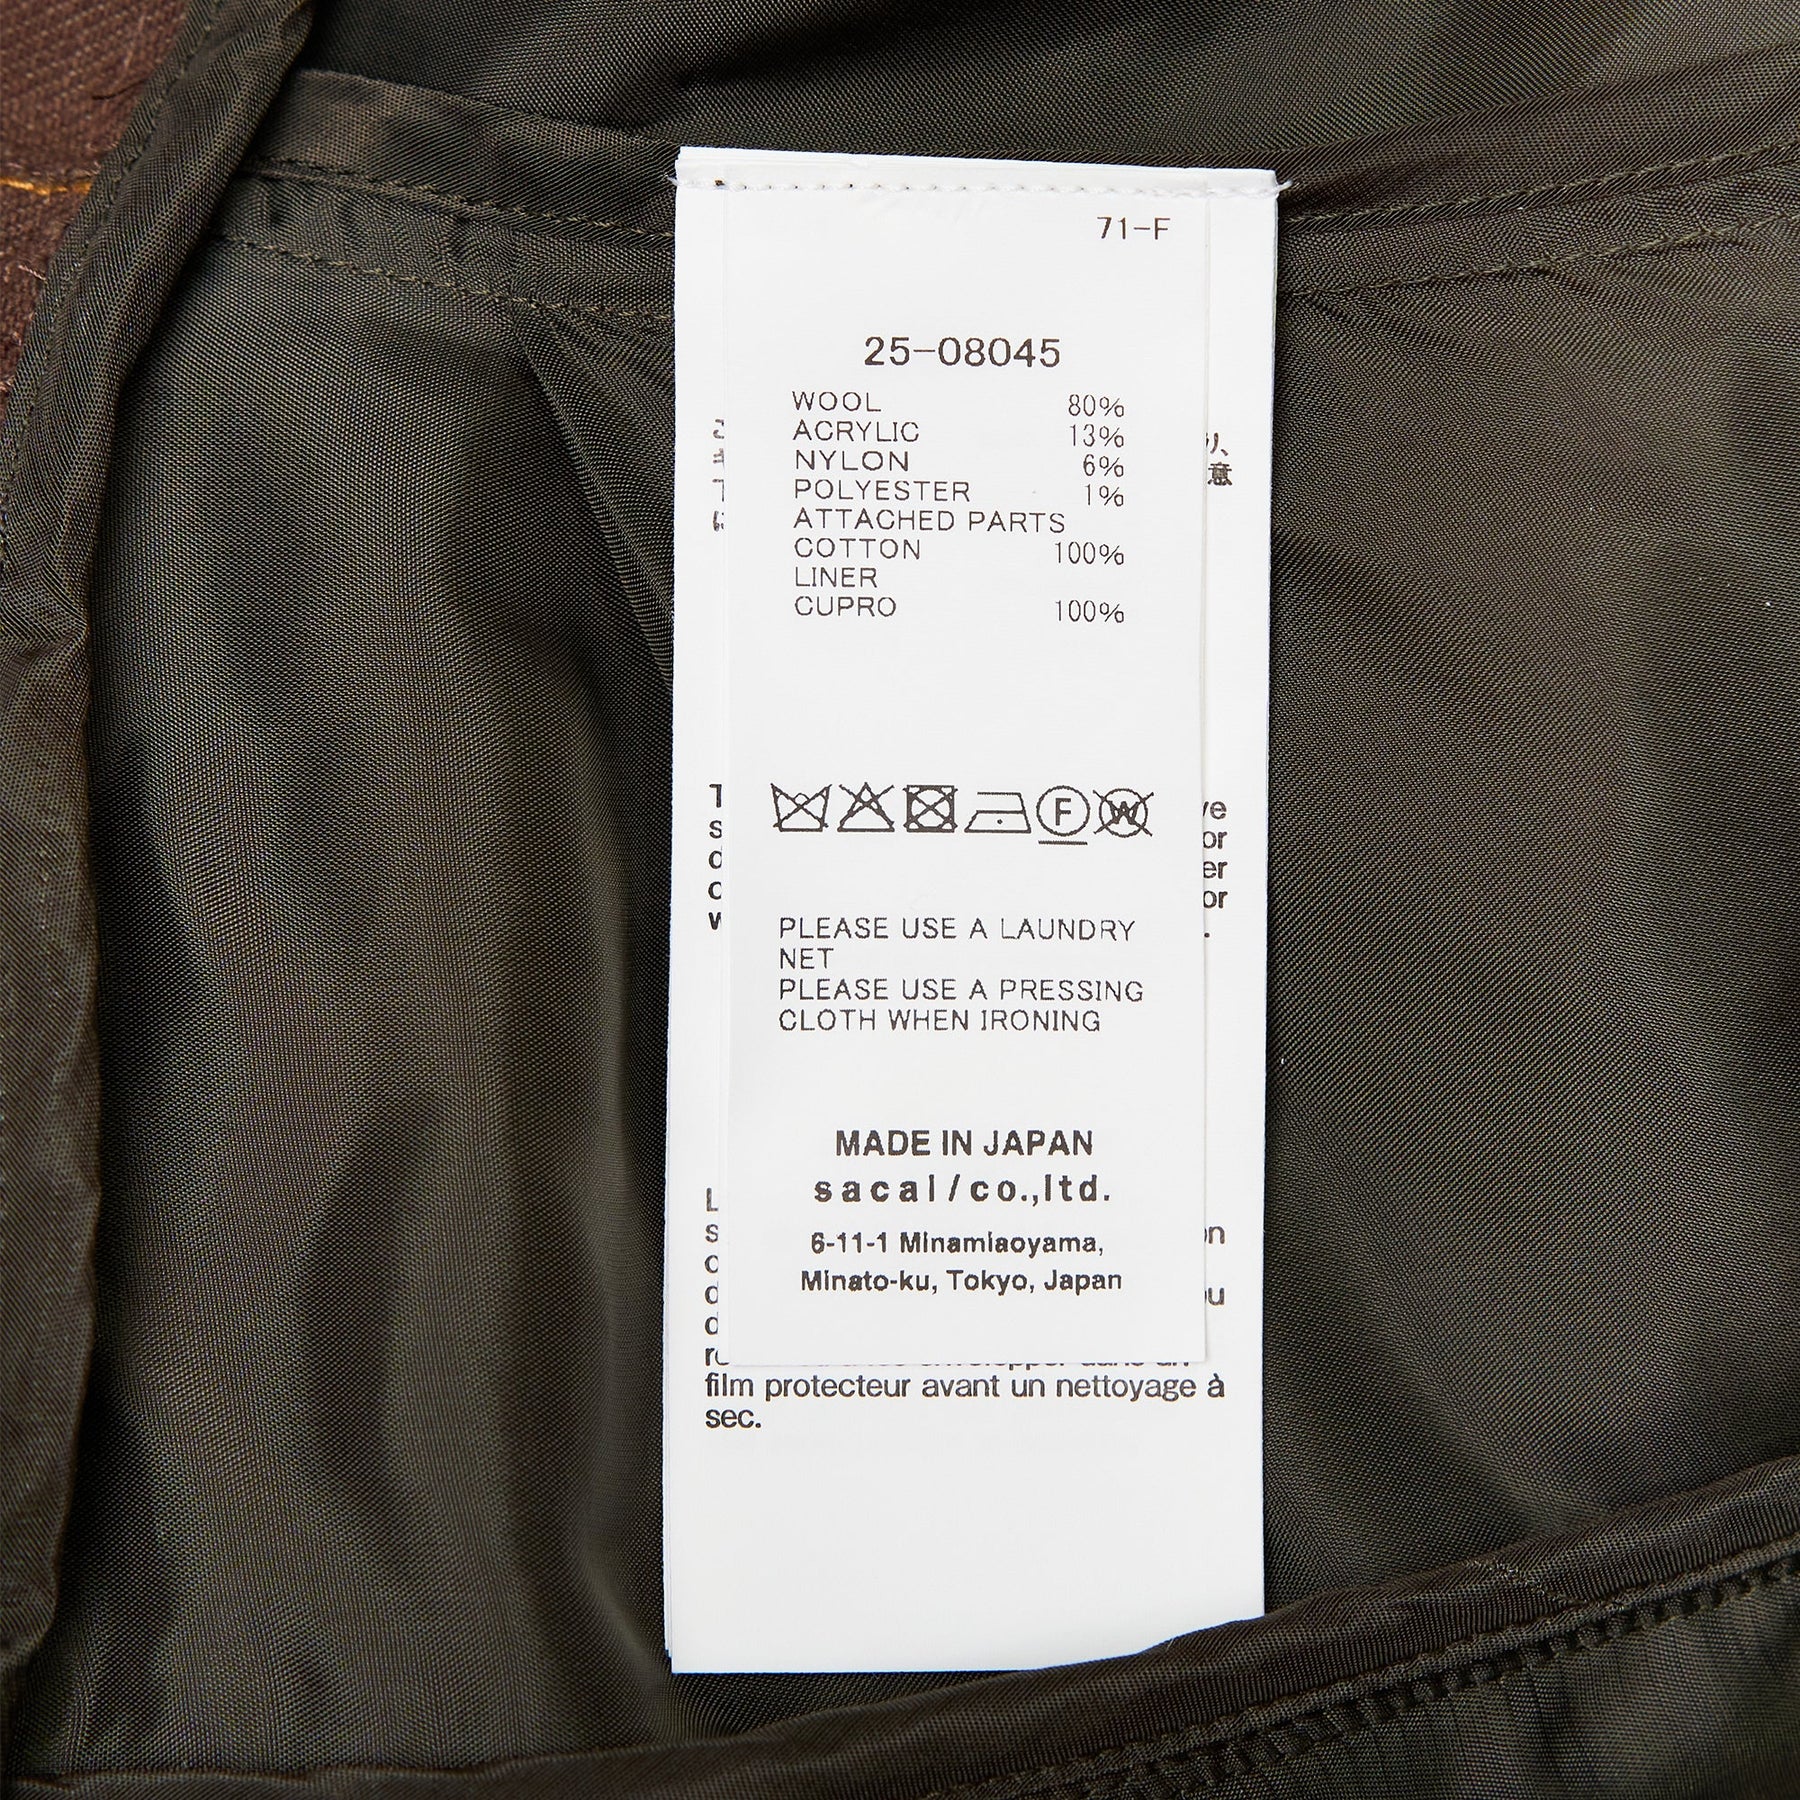 71-F
25-08045
WOOL 80%
ACRYLIC 13%
NYLON 6%
POLYESTER 1%
ATTACHED PARTS
COTTON 100%
LINER
CUPRO 100%
F W
PLEASE USE A LAUNDRY
NET
PLEASE USE A PRESSING
CLOTH WHEN IRONING
MADE IN JAPAN
sacai/co.,ltd.
6-11-1 Minamiaoyama,
Minato-ku, Tokyo, Japan
film protecteur avant un nettoyage à
sec.